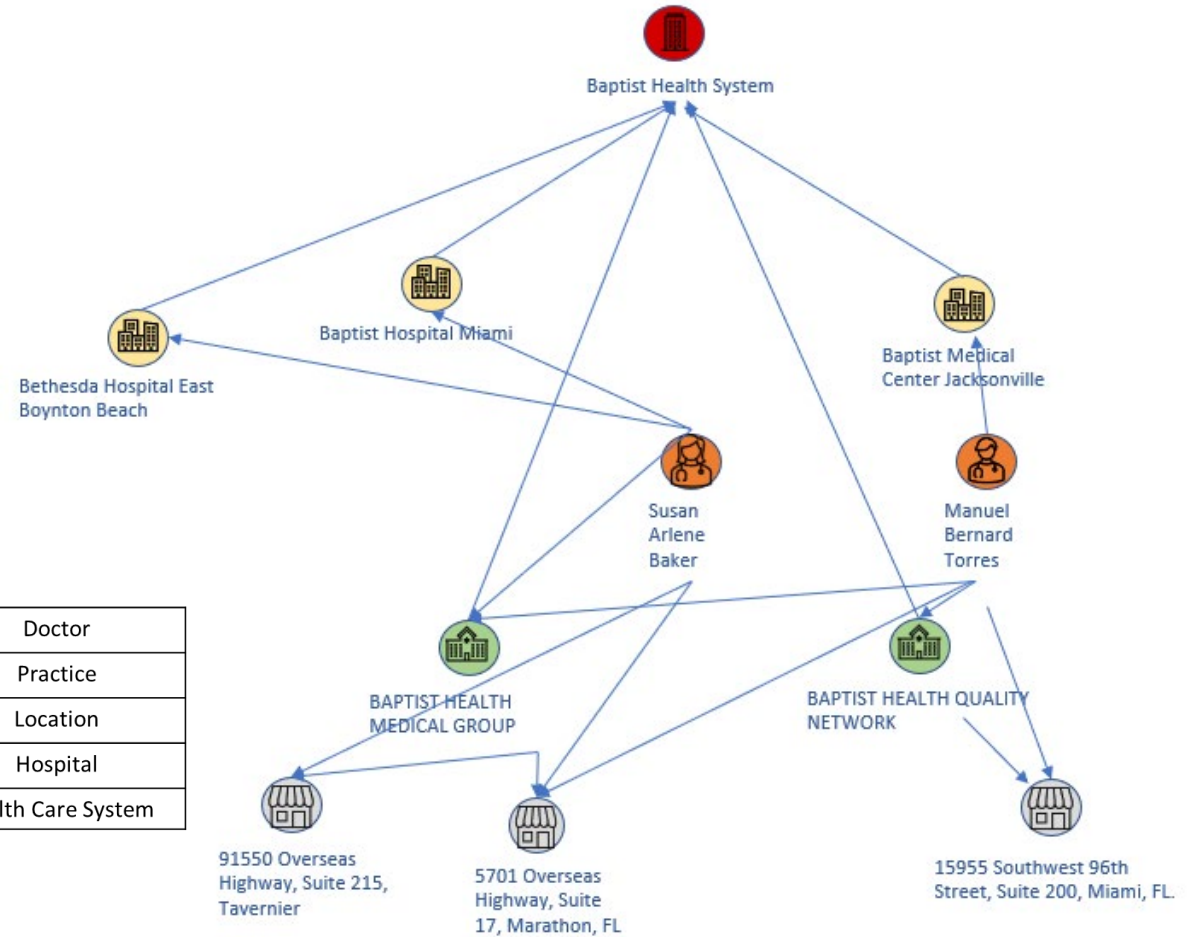 Baptist Health System
Baptist Hospital Miami
Bethesda Hospital East
Boynton Beach
Baptist Medical
Center Jacksonville
Susan
Arlene
Baker
Manuel
Bernard
Torres
Doctor
Practice
Location
Hospital
lth Care System
BAPTIST HEALTH
MEDICAL GROUP
BAPTIST HEALTH QUALITY
NETWORK
91550 Overseas
Highway, Suite 215,
Tavernier
5701 Overseas
Highway, Suite
17, Marathon, FL
15955 Southwest 96th
Street, Suite 200, Miami, FL.